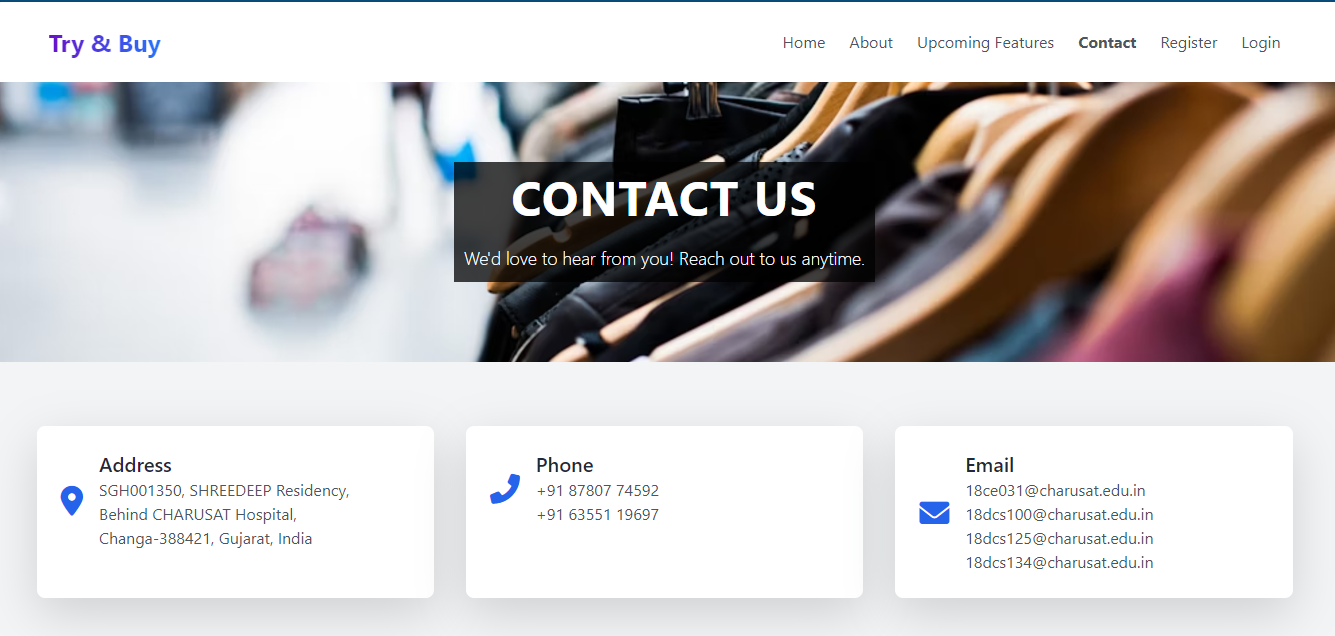 Try & Buy
Home About Upcoming Features Contact Register Login
CONTACT US
We'd love to hear from you! Reach out to us anytime.
Address
SGH001350, SHREEDEEP Residency,
Behind CHARUSAT Hospital,
Changa-388421, Gujarat, India
Phone
+91 87807 74592
+91 63551 19697
Email
18ce031@charusat.edu.in
18dcs100@charusat.edu.in
18dcs125@charusat.edu.in
18dcs134@charusat.edu.in